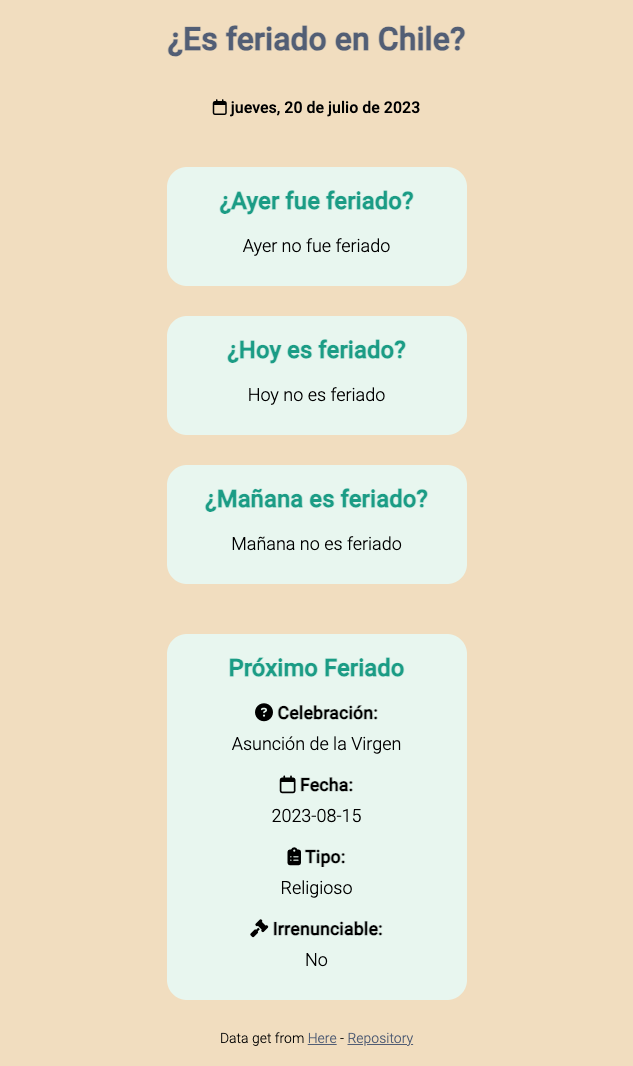 ¿Es feriado en Chile?
jueves, 20 de julio de 2023
¿Ayer fue feriado?
Ayer no fue feriado
¿Hoy es feriado?
Hoy no es feriado
¿Mañana es feriado?
Mañana no es feriado
Próximo Feriado
Celebración:
Asunción de la Virgen
Fecha:
2023-08-15
Tipo:
Religioso
Irrenunciable:
No
Data get from Here - Repository